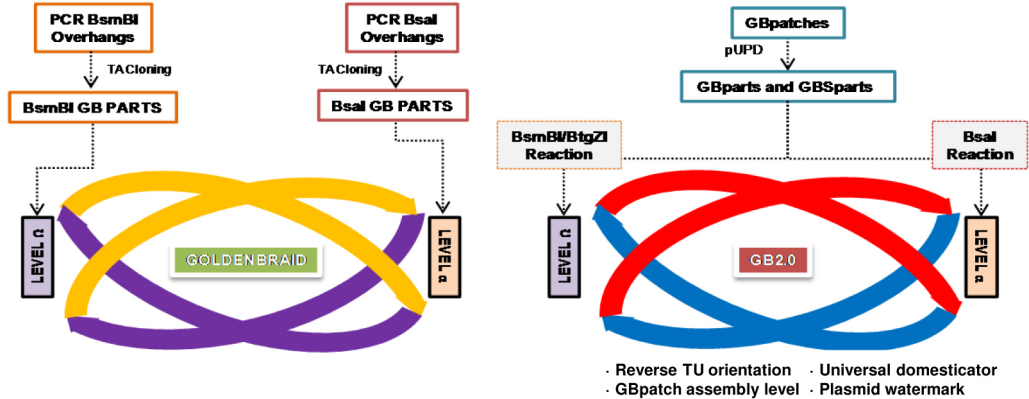 PCR BsmBI
Overhangs
TACloning
BsmBI GB PARTS
PCR BsaI
Overhangs
TACloning
BsaI GB PARTS
LEVEL Ω
GOLDENBRAID
LEVEL α
GBpatches
pUPD
GBparts and GBSparts
BsmBI/BtgZI
Reaction
BsaI
Reaction
LEVEL Ω
GB2.0
LEVEL α
· Reverse TU orientation
· GBpatch assembly level
· Universal domesticator
· Plasmid watermark